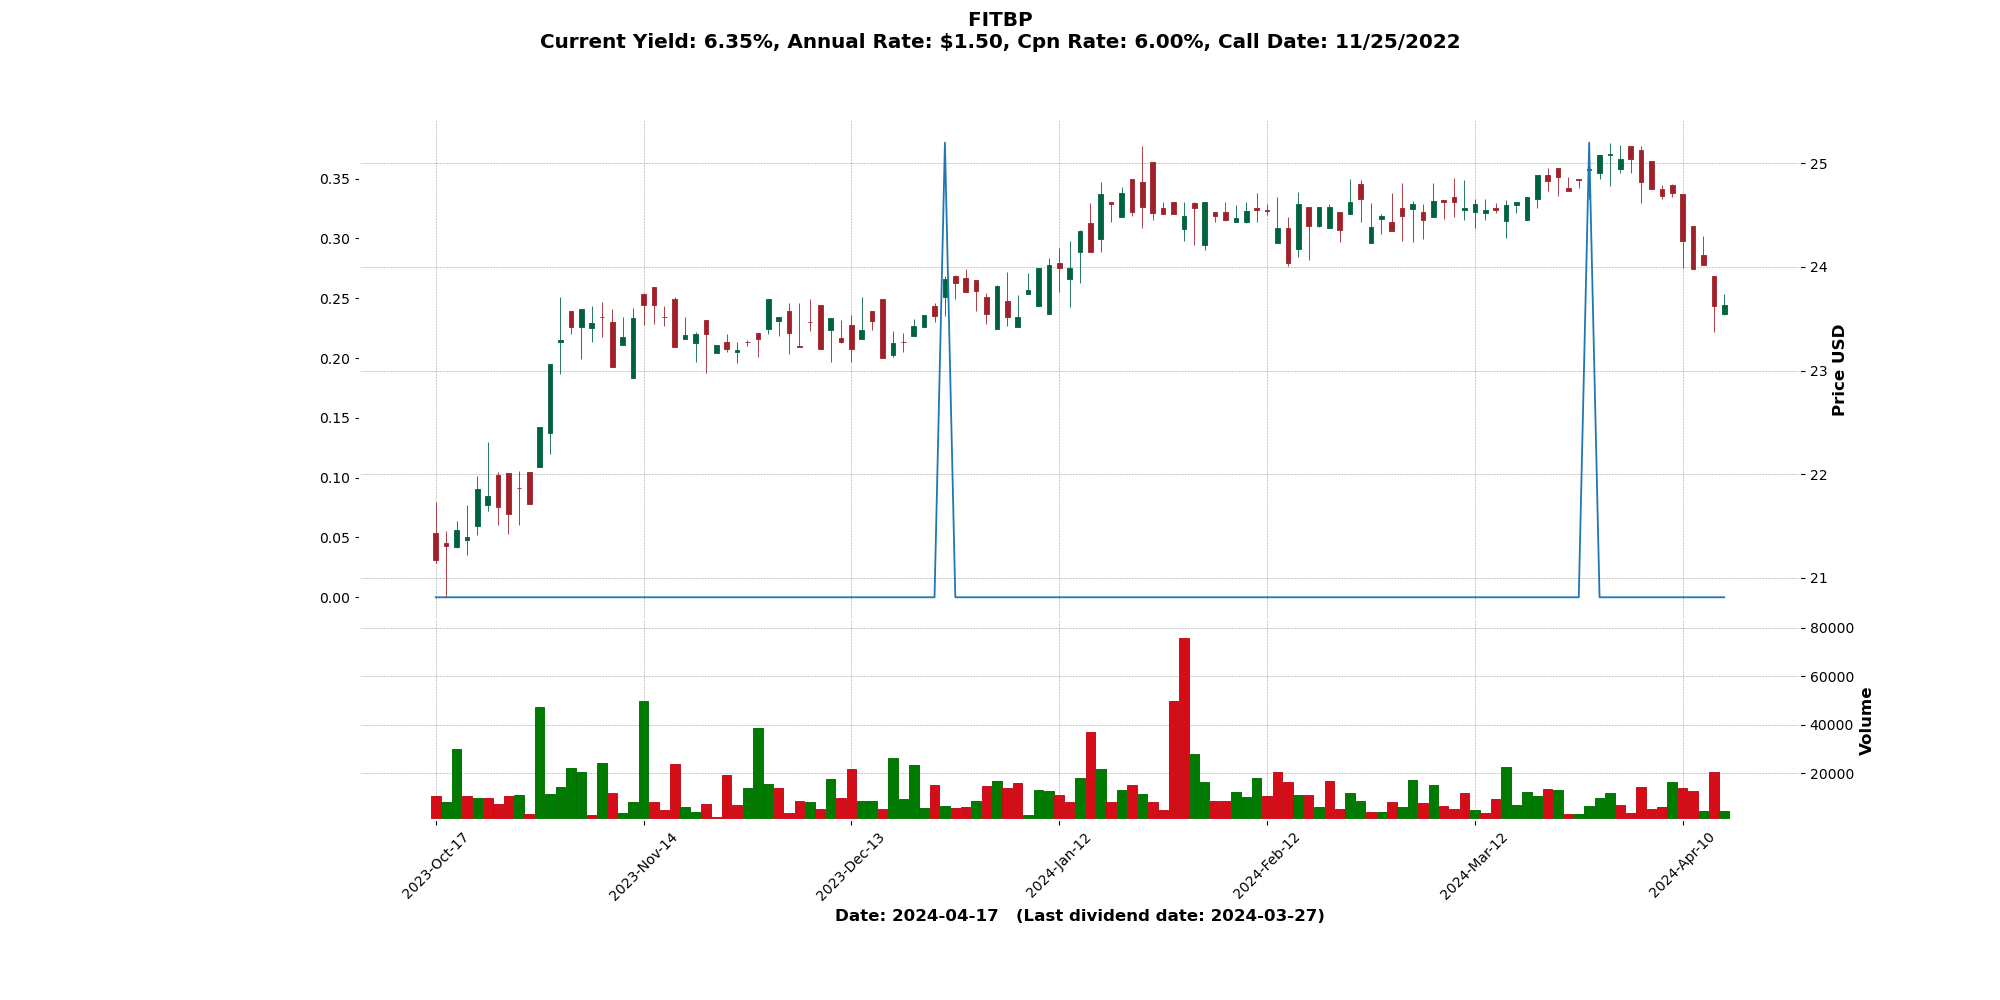 FITBP
Current Yield: 6.35%, Annual Rate: $1.50, Cpn Rate: 6.00%, Call Date: 11/25/2022
0.35
0.30
0.25
0.20
0.15
0.10
0.05
0.00
25
24
23
22
21
Price USD
80000
60000
40000
20000
Volume
2023-Oct-17
2023-Nov-14
2023-Dec-13
2024-Jan-12
2024-Feb-12
2024-Mar-12
2024-Apr-10
Date: 2024-04-17 (Last dividend date: 2024-03-27)